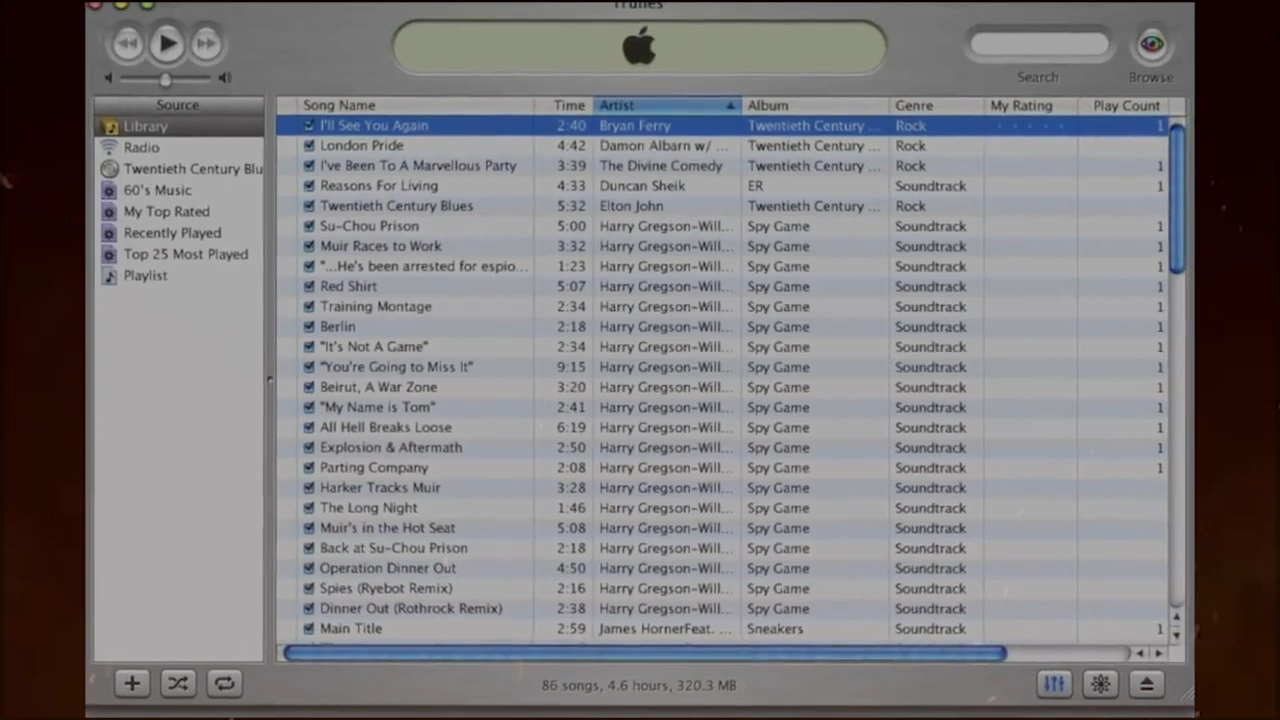 iTunes
Search
Browse
Source
Library
Radio
Twentieth Century Blu
60's Music
My Top Rated
Recently Played
Top 25 Most Played
Playlist
Song Name Time Artist Album Genre My Rating Play Count
I'll See You Again 2:40 Bryan Ferry Twentieth Century ... Rock 1
London Pride 4:42 Damon Albarn w/ ... Twentieth Century ... Rock
I've Been To A Marvellous Party 3:39 The Divine Comedy Twentieth Century ... Rock 1
Reasons For Living 4:33 Duncan Sheik ER Soundtrack 1
Twentieth Century Blues 5:32 Elton John Twentieth Century ... Rock
Su-Chou Prison 5:00 Harry Gregson-Will... Spy Game Soundtrack 1
Muir Races to Work 3:32 Harry Gregson-Will... Spy Game Soundtrack 1
"...He's been arrested for espio... 1:23 Harry Gregson-Will... Spy Game Soundtrack 1
Red Shirt 5:07 Harry Gregson-Will... Spy Game Soundtrack 1
Training Montage 2:34 Harry Gregson-Will... Spy Game Soundtrack 1
Berlin 2:18 Harry Gregson-Will... Spy Game Soundtrack 1
"It's Not A Game" 2:34 Harry Gregson-Will... Spy Game Soundtrack 1
"You're Going to Miss It" 9:15 Harry Gregson-Will... Spy Game Soundtrack 1
Beirut, A War Zone 3:20 Harry Gregson-Will... Spy Game Soundtrack 1
"My Name is Tom" 2:41 Harry Gregson-Will... Spy Game Soundtrack 1
All Hell Breaks Loose 6:19 Harry Gregson-Will... Spy Game Soundtrack 1
Explosion & Aftermath 2:50 Harry Gregson-Will... Spy Game Soundtrack 1
Parting Company 2:08 Harry Gregson-Will... Spy Game Soundtrack 1
Harker Tracks Muir 3:28 Harry Gregson-Will... Spy Game Soundtrack
The Long Night 1:46 Harry Gregson-Will... Spy Game Soundtrack
Muir's in the Hot Seat 5:08 Harry Gregson-Will... Spy Game Soundtrack
Back at Su-Chou Prison 2:18 Harry Gregson-Will... Spy Game Soundtrack
Operation Dinner Out 4:50 Harry Gregson-Will... Spy Game Soundtrack
Spies (Ryebot Remix) 2:16 Harry Gregson-Will... Spy Game Soundtrack
Dinner Out (Rothrock Remix) 2:38 Harry Gregson-Will... Spy Game Soundtrack
Main Title 2:59 James HornerFeat. ... Sneakers Soundtrack 1
86 songs, 4.6 hours, 320.3 MB